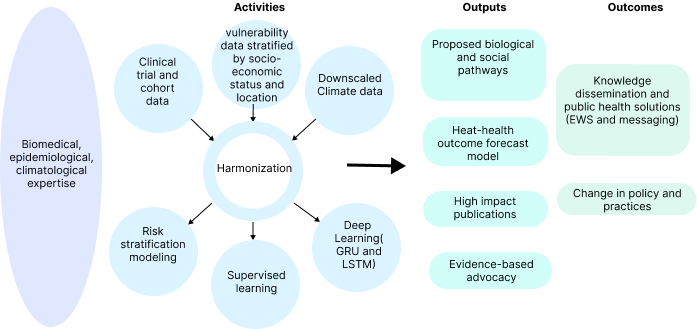 Activities
Outputs
Outcomes
Biomedical,
epidemiological,
climatological
expertise
Clinical
trial and
cohort
data
vulnerability
data stratified
by socio-
economic
status and
location
Downscaled
Climate data
Harmonization
Risk
stratification
modeling
Supervised
learning
Deep
Learning(
GRU and
LSTM)
Proposed biological
and social
pathways
Heat-health
outcome forecast
model
High impact
publications
Evidence-based
advocacy
Knowledge
dissemination and
public health solutions
(EWS and messaging)
Change in policy and
practices